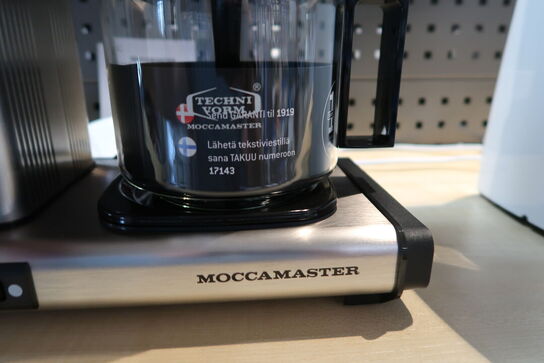 TECHNI
VORM
®
MOCCAMASTER
Send GARANTI til 1919
Lähetä tekstiviestillä
sana TAKUU numeroon
17143
MOCCAMASTER